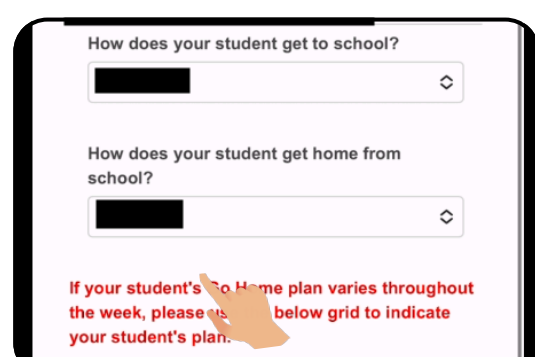 How does your student get to school?
How does your student get home from
school?
If your student's Go Home plan varies throughout
the week, please below grid to indicate
your student's plan.